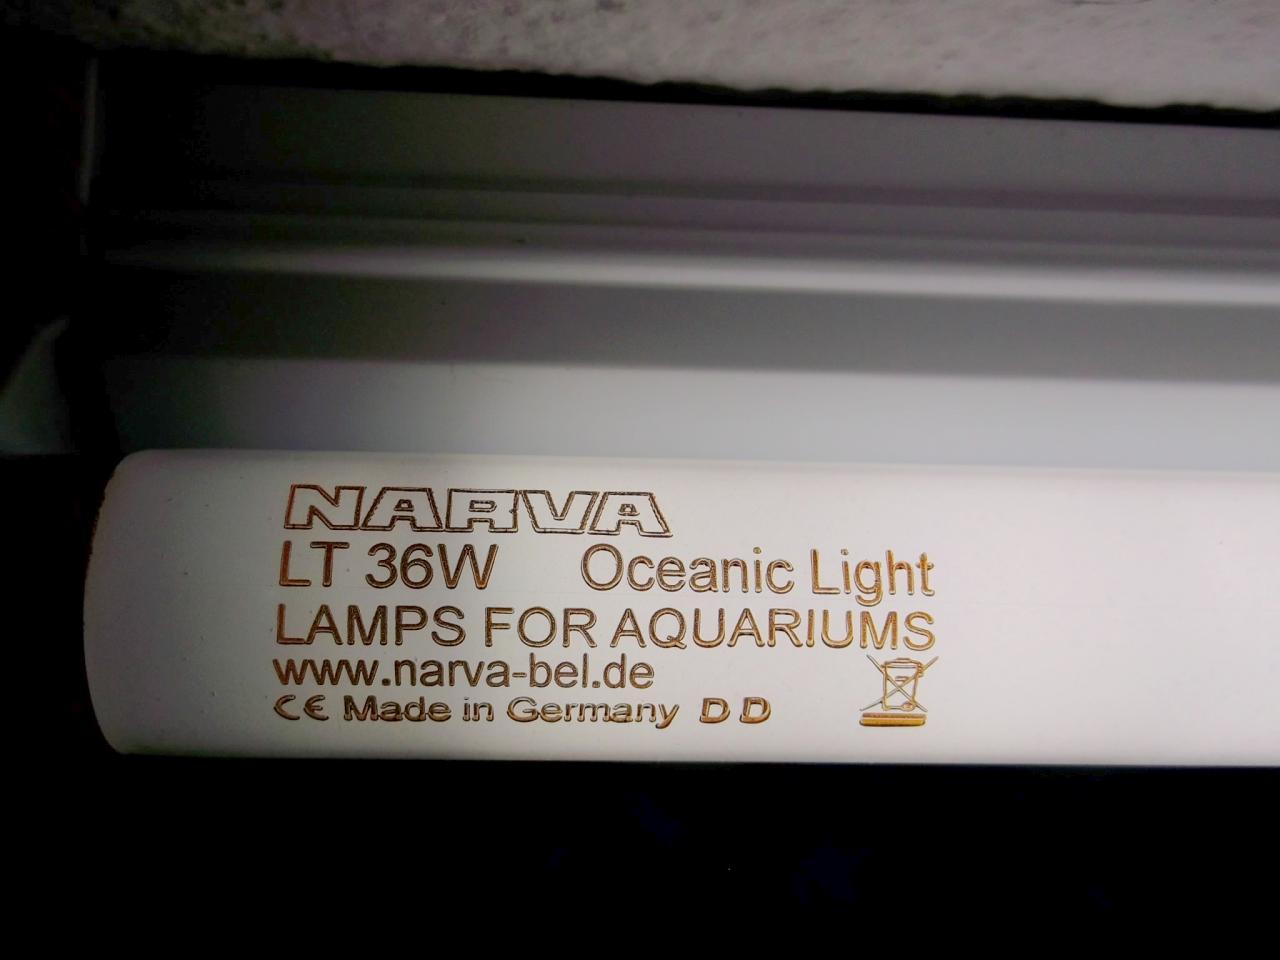 NARVA
LT 36W Oceanic Light
LAMPS FOR AQUARIUMS
www.narva-bel.de
CE Made in Germany D D